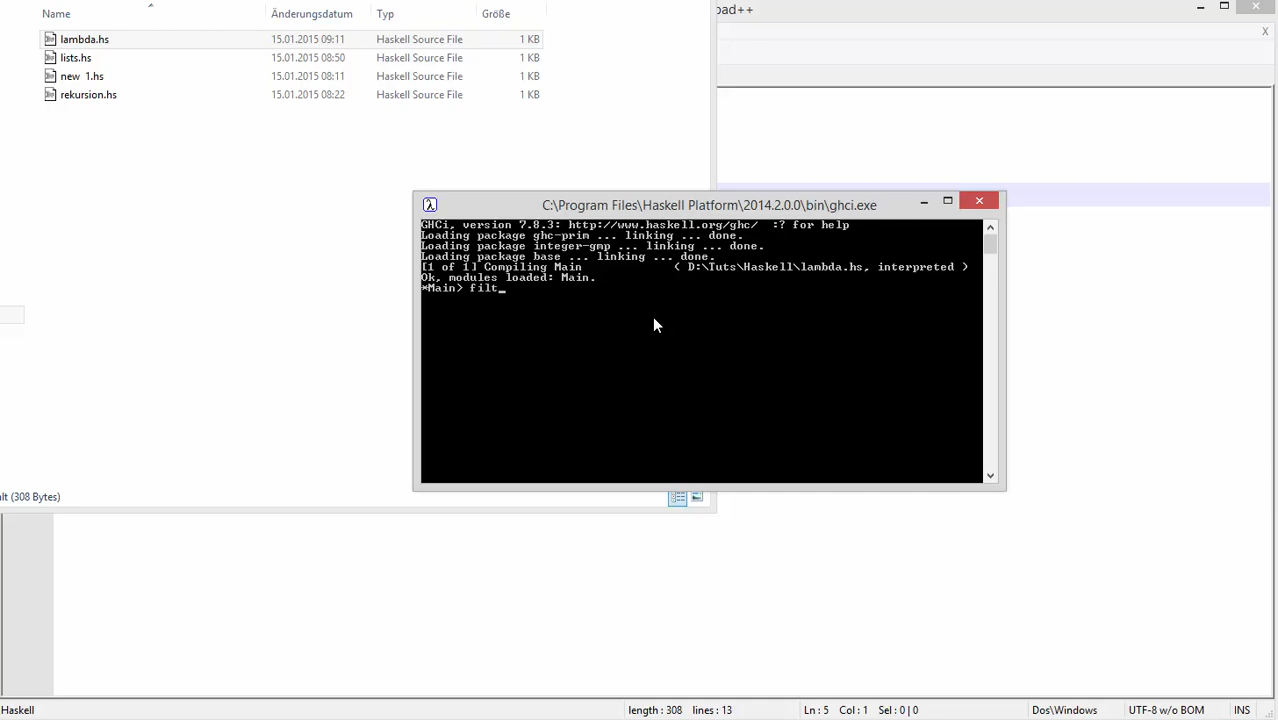 Name Änderungsdatum Typ Größe
lambda.hs 15.01.2015 09:11 Haskell Source File 1 KB
lists.hs 15.01.2015 08:50 Haskell Source File 1 KB
new 1.hs 15.01.2015 08:11 Haskell Source File 1 KB
rekursion.hs 15.01.2015 08:22 Haskell Source File 1 KB
pad++
X
C:\Program Files\Haskell Platform\2014.2.0.0\bin\ghci.exe
GHCi, version 7.8.3: http://www.haskell.org/ghc/  :? for help
Loading package ghc-prim ... linking ... done.
Loading package integer-gmp ... linking ... done.
Loading package base ... linking ... done.
[1 of 1] Compiling Main ( D:\Tuts\Haskell\lambda.hs, interpreted )
Ok, modules loaded: Main.
*Main> filt_
lt (308 Bytes)
Haskell length : 308 lines : 13 Ln : 5 Col : 1 Sel : 0 | 0 Dos\Windows UTF-8 w/o BOM INS